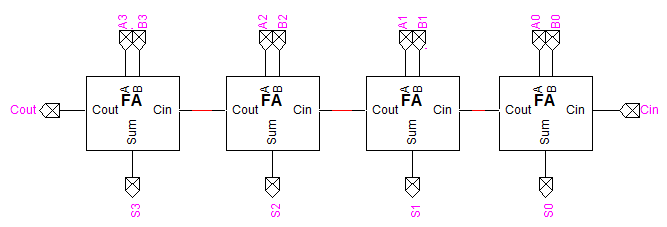 A3 B3 A2 B2 A1 B1 A0 B0
A B A B A B A B
FA FA FA FA
Cout Cout Cin Cout Cin Cout Cin Cout Cin Cin
Sum Sum Sum Sum
S3 S2 S1 S0